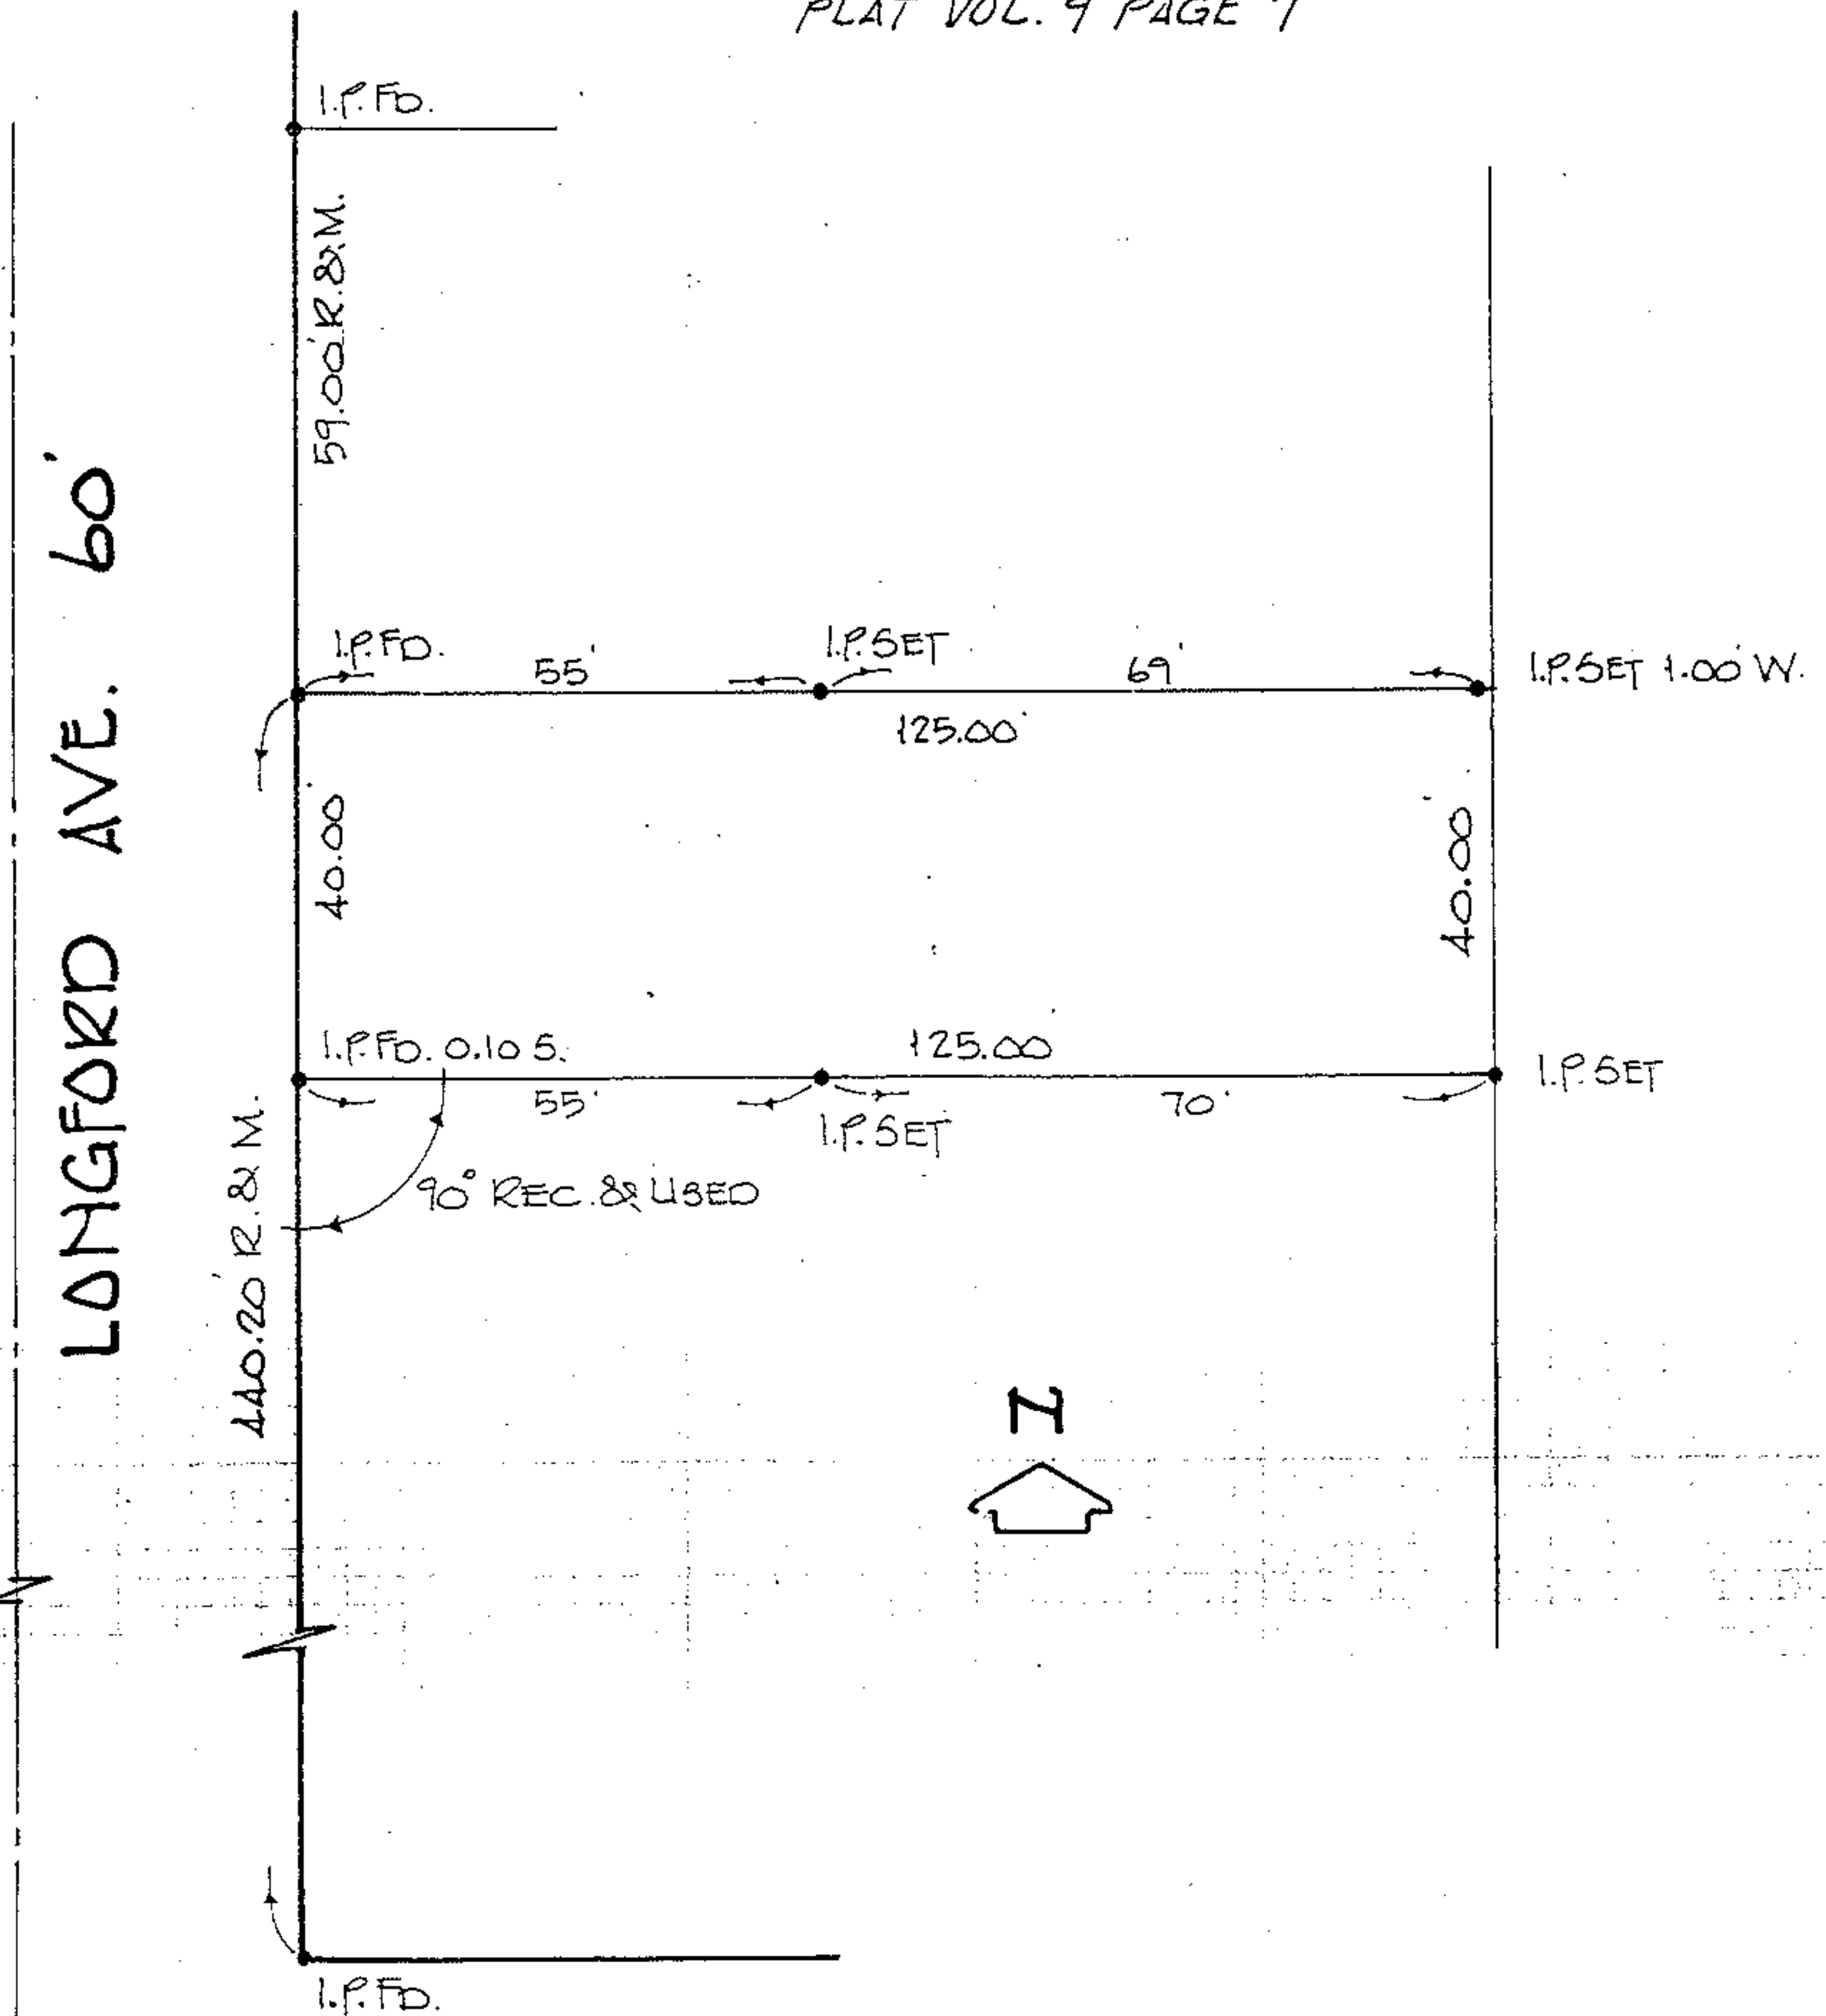 PLAT VOL. 9 PAGE 7
I.P. FD.
59.00' R. & M.
LONGFORD AVE. 60'
I.P. FD.
55'
I.P. SET
69'
I.P. SET 1.00' W.
125.00'
40.00'
40.00'
I.P. FD. 0.10 S.
125.00'
55'
I.P. SET
70'
I.P. SET
90° REC. & USED
440.20' R. & M.
N
I.P. FD.